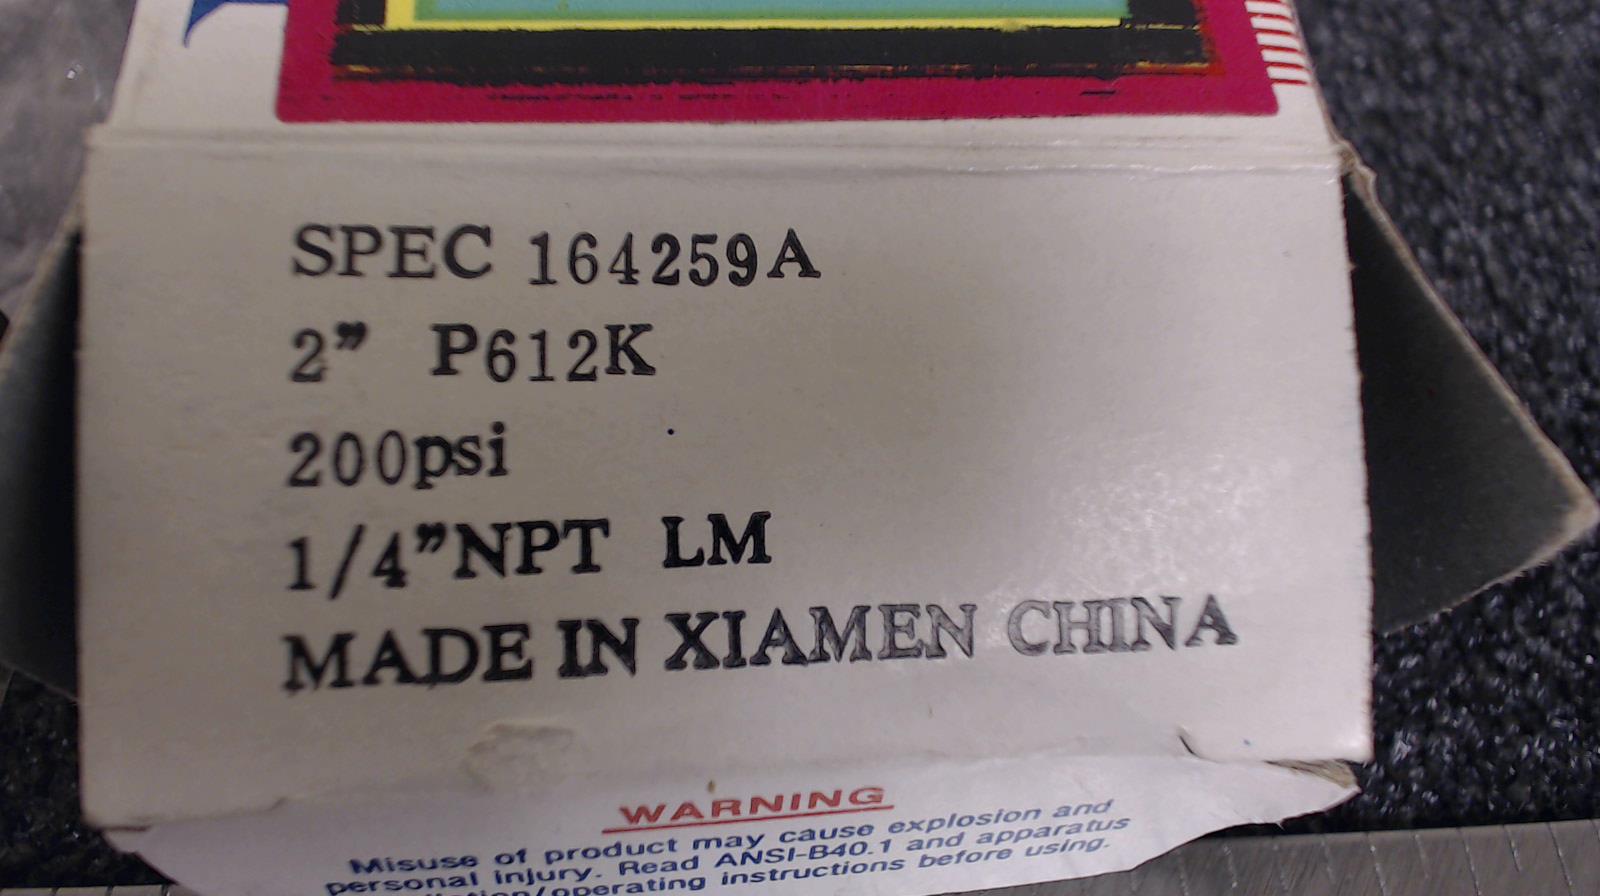 SPEC 164259A
2” P612K
200psi
1/4”NPT LM
MADE IN XIAMEN CHINA
WARNING
Misuse of product may cause explosion and
personal injury. Read ANSI-B40.1 and apparatus
operating instructions before using.